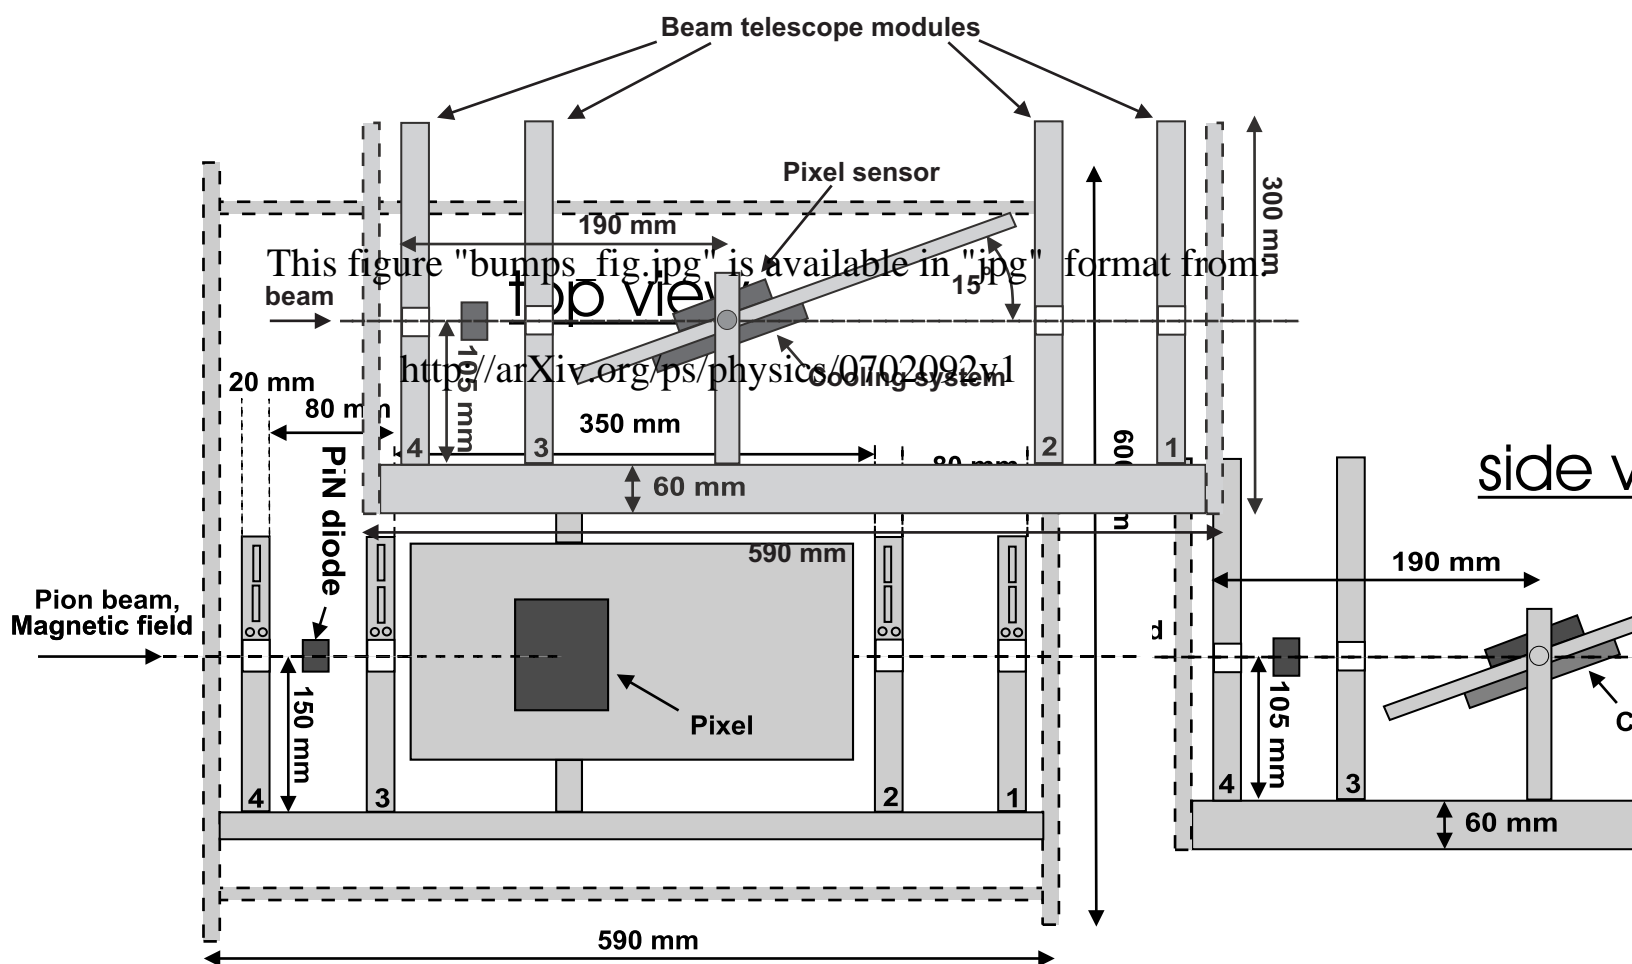 Beam telescope modules
Pixel sensor
300 mm
190 mm
This figure "bumps_fig.jpg" is available in "jpg" format from:
top view
15°
beam
105 mm
http://arXiv.org/ps/physics/0702092v1
Cooling system
20 mm
80 mm
350 mm
4
3
2
1
80 mm
60 mm
side v
PiN diode
590 mm
190 mm
Pion beam,
Magnetic field
d
150 mm
Pixel
105 mm
C
4
3
2
1
4
3
60 mm
590 mm